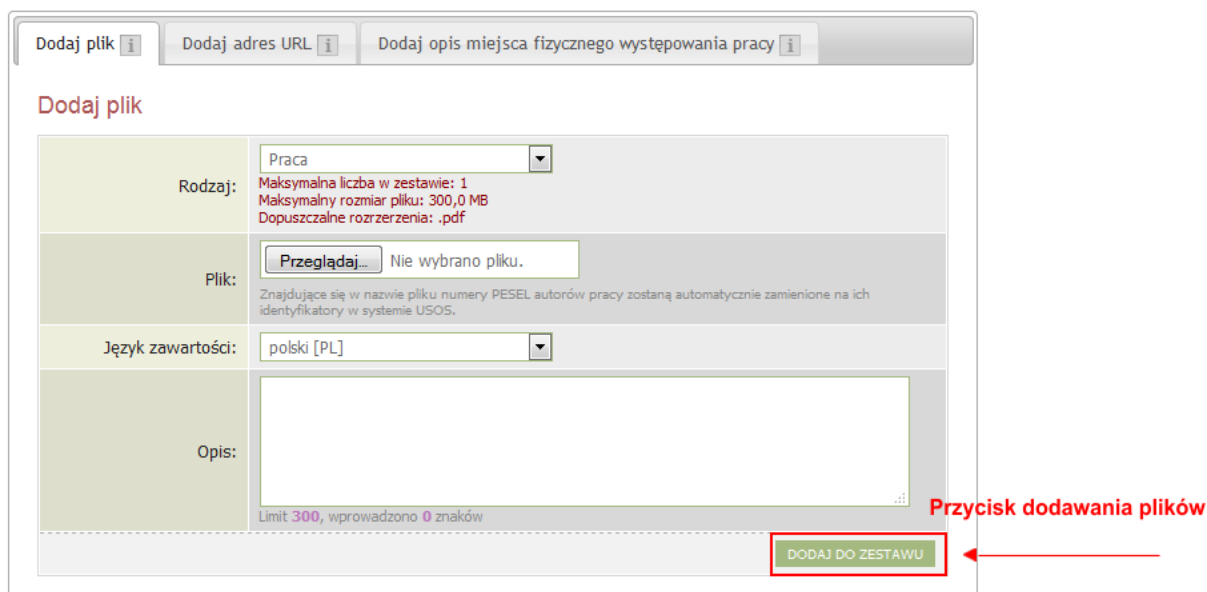 Dodaj plik i Dodaj adres URL i Dodaj opis miejsca fizycznego występowania pracy i
Dodaj plik
Rodzaj: Praca
Maksymalna liczba w zestawie: 1
Maksymalny rozmiar pliku: 300,0 MB
Dopuszczalne rozrzerzenia: .pdf
Plik: Przeglądaj... Nie wybrano pliku.
Znajdujące się w nazwie pliku numery PESEL autorów pracy zostaną automatycznie zamienione na ich
identyfikatory w systemie USOS.
Język zawartości: polski [PL]
Opis:
Limit 300, wprowadzono 0 znaków
Przycisk dodawania plików
DODAJ DO ZESTAWU